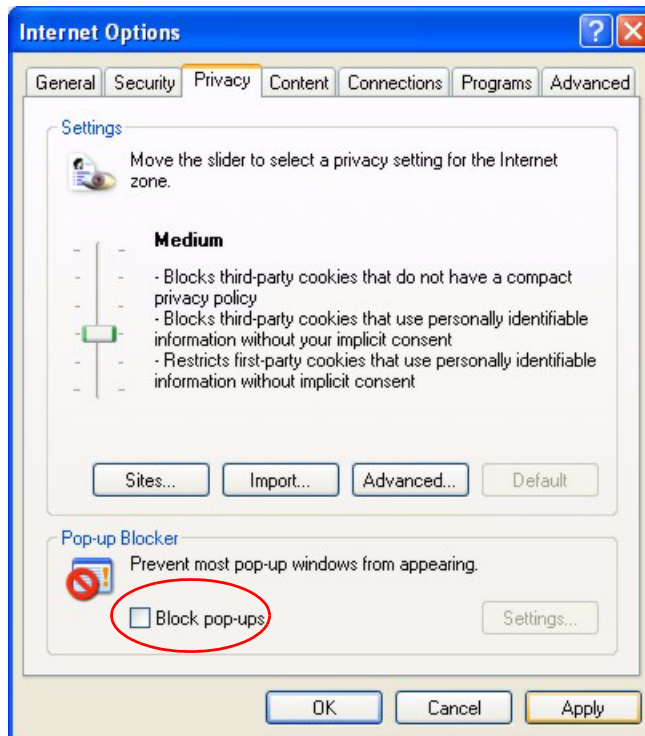 Internet Options
General Security Privacy Content Connections Programs Advanced
Settings
Move the slider to select a privacy setting for the Internet
zone.
Medium
- Blocks third-party cookies that do not have a compact
privacy policy
- Blocks third-party cookies that use personally identifiable
information without your implicit consent
- Restricts first-party cookies that use personally identifiable
information without implicit consent
Sites... Import... Advanced... Default
Pop-up Blocker
Prevent most pop-up windows from appearing.
Block pop-ups Settings...
OK Cancel Apply